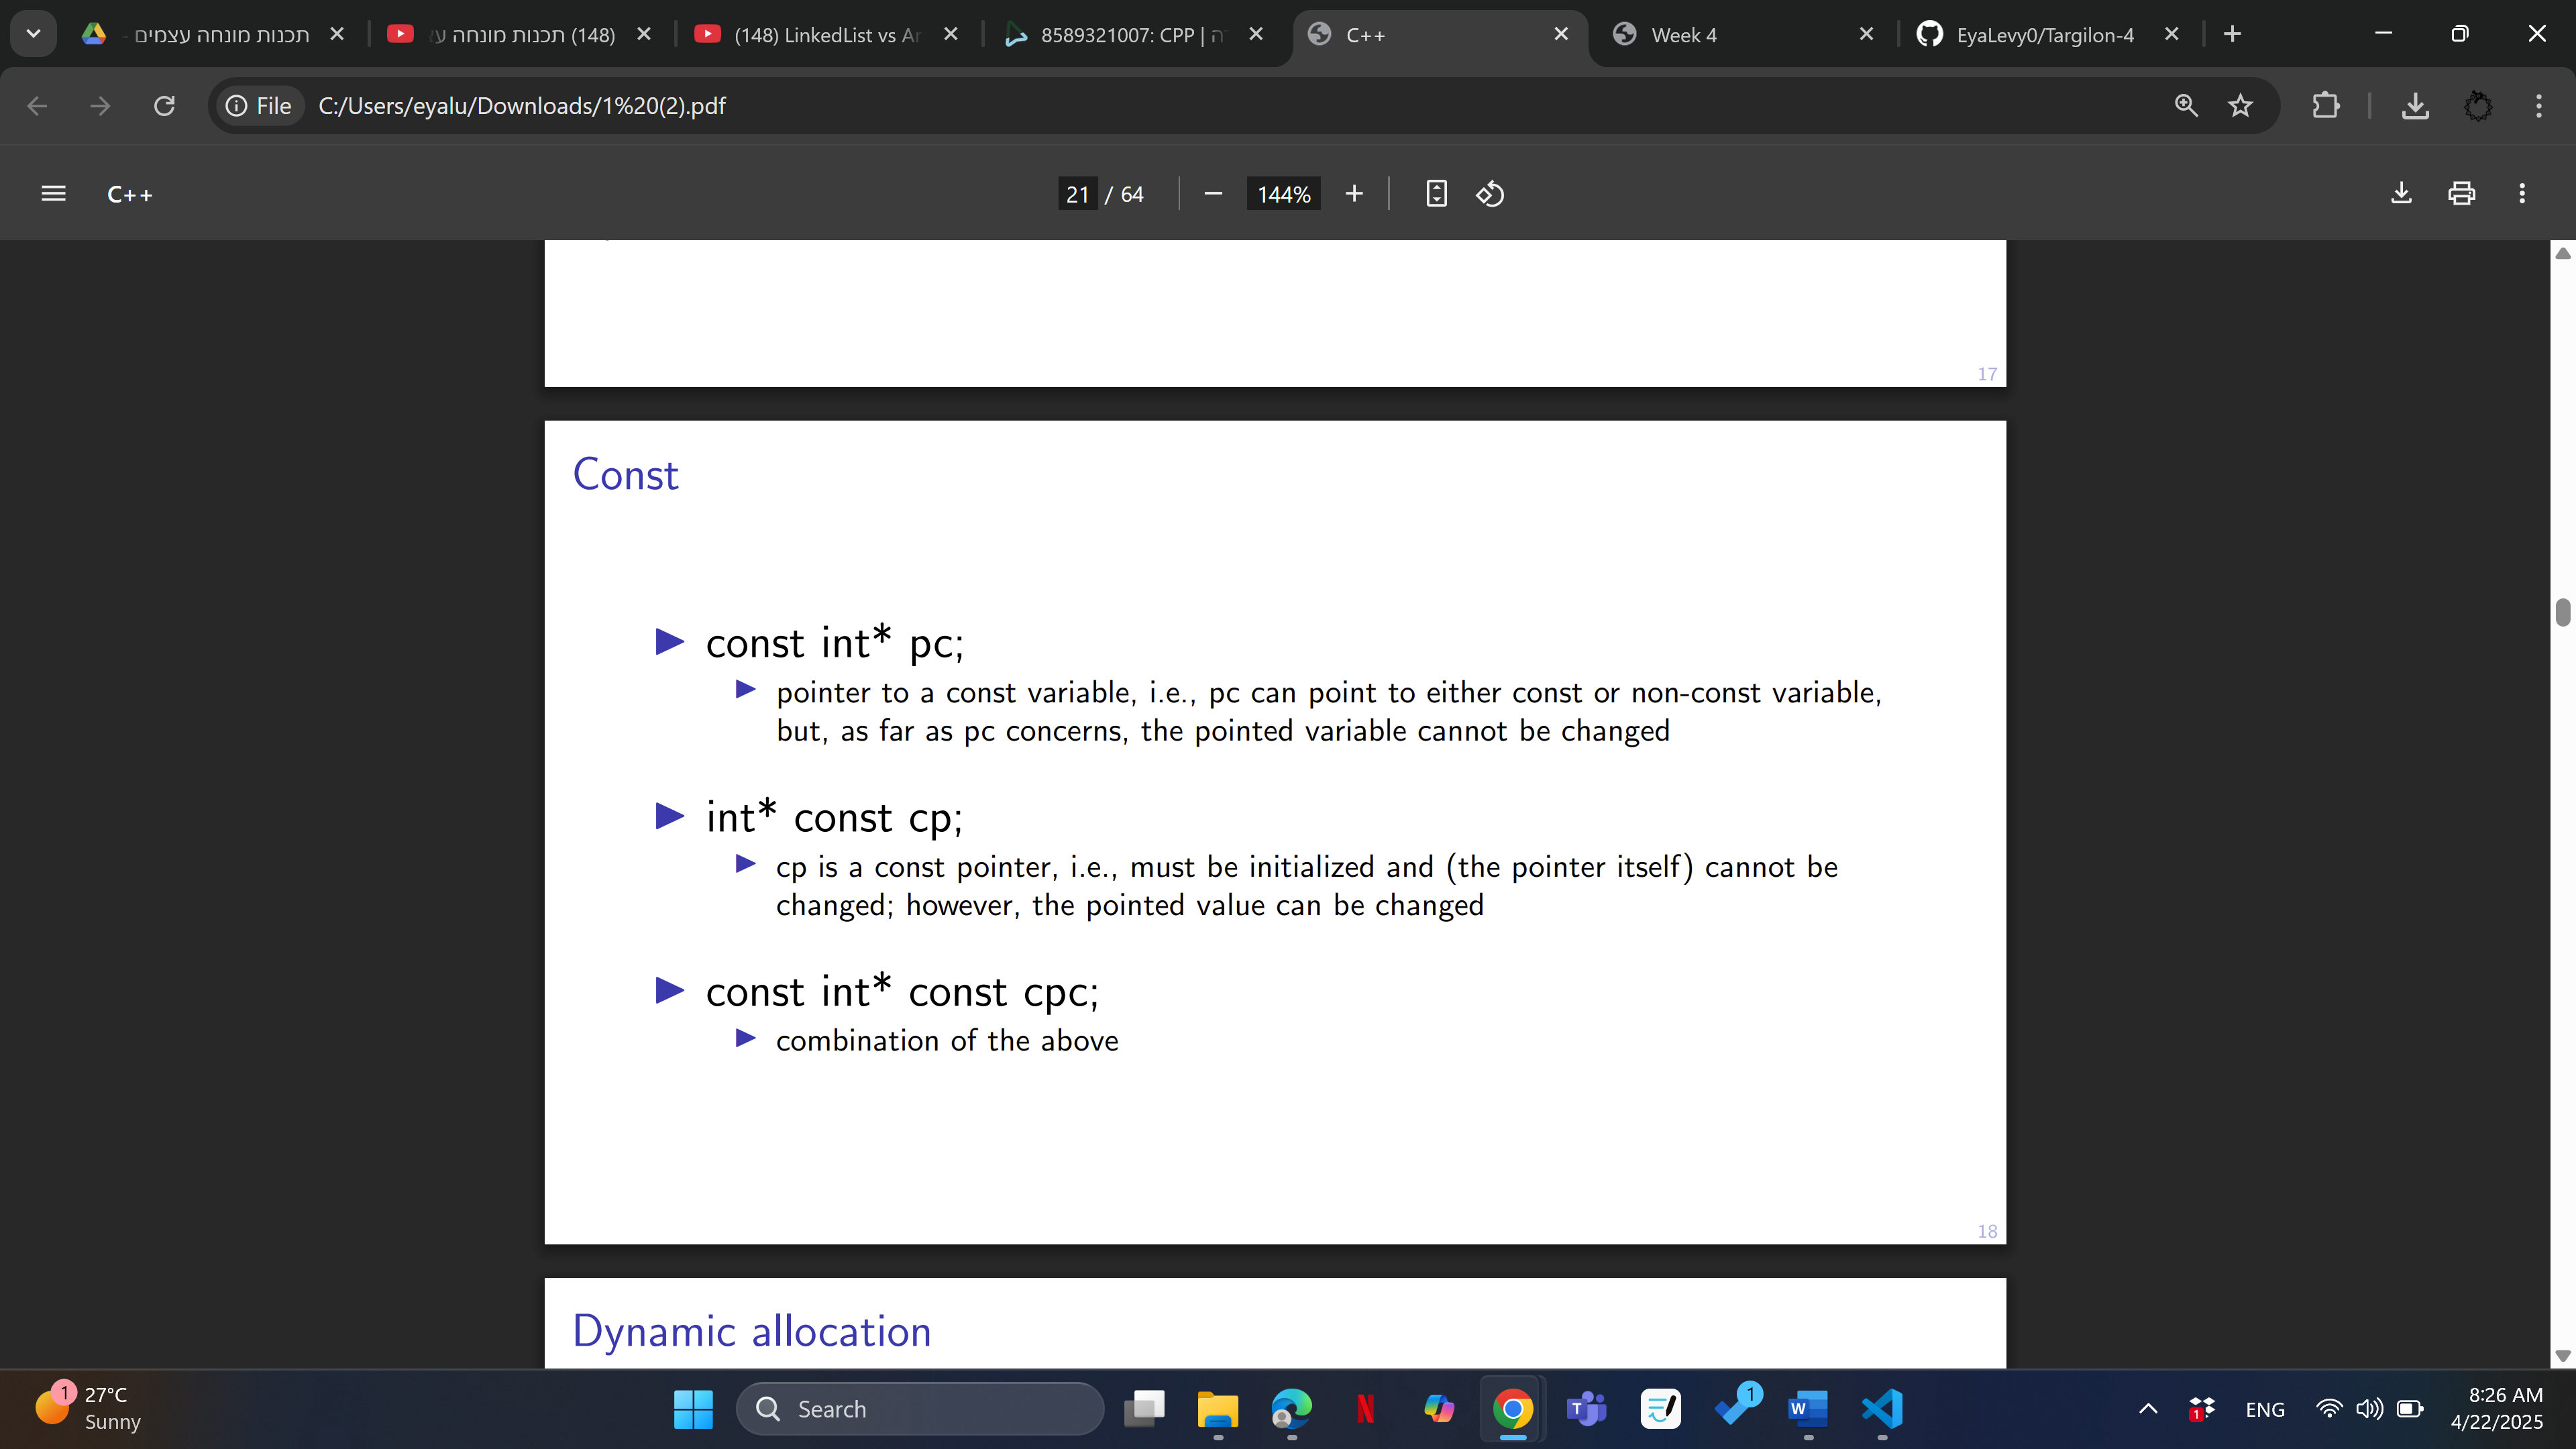 תכנות מונחה עצמים -
(148) תכנות מונחה
(148) LinkedList vs Ar
8589321007: CPP |
C++
Week 4
EyaLevy0/Targilon-4
File
C:/Users/eyalu/Downloads/1%20(2).pdf
C++
21 / 64
144%
17
Const
const int* pc;
pointer to a const variable, i.e., pc can point to either const or non-const variable,
but, as far as pc concerns, the pointed variable cannot be changed
int* const cp;
cp is a const pointer, i.e., must be initialized and (the pointer itself) cannot be
changed; however, the pointed value can be changed
const int* const cpc;
combination of the above
18
Dynamic allocation
1
27°C
Sunny
Search
1
1
ENG
8:26 AM
4/22/2025